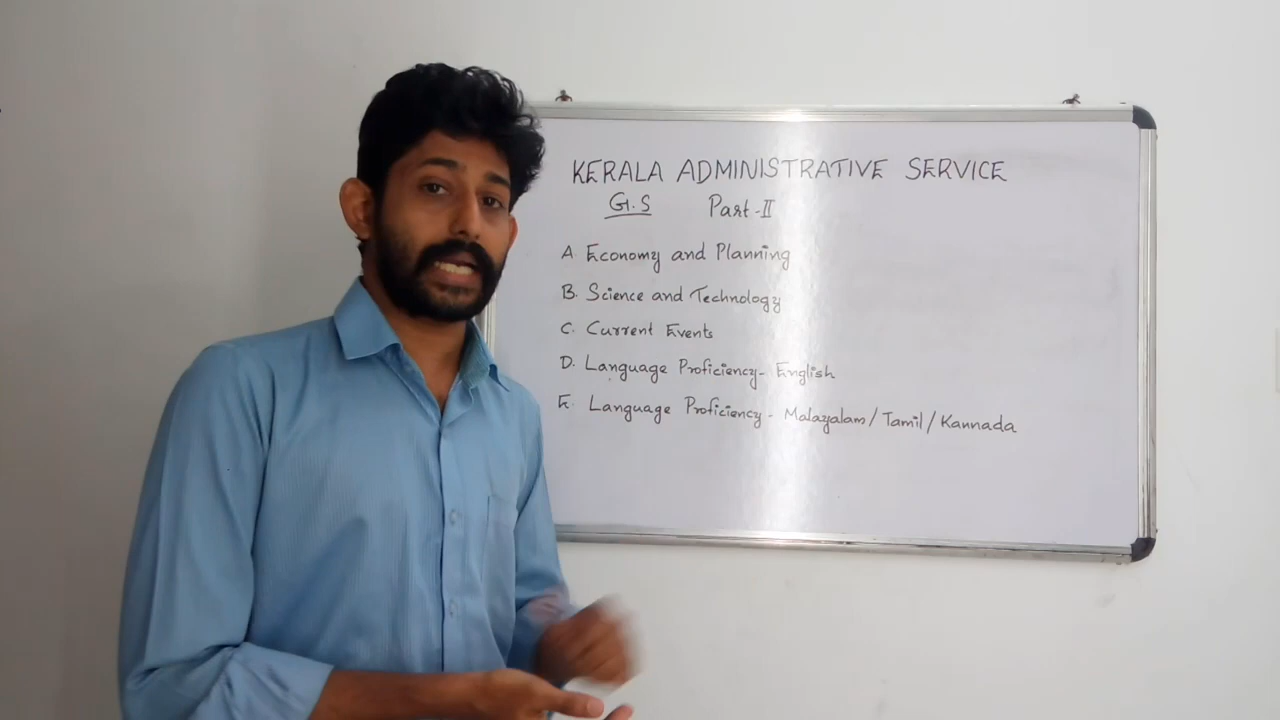 KERALA ADMINISTRATIVE SERVICE
G.S Part-II
A. Economy and Planning
B. Science and Technology
C. Current Events
D. Language Proficiency- English
E. Language Proficiency - Malayalam/Tamil/Kannada